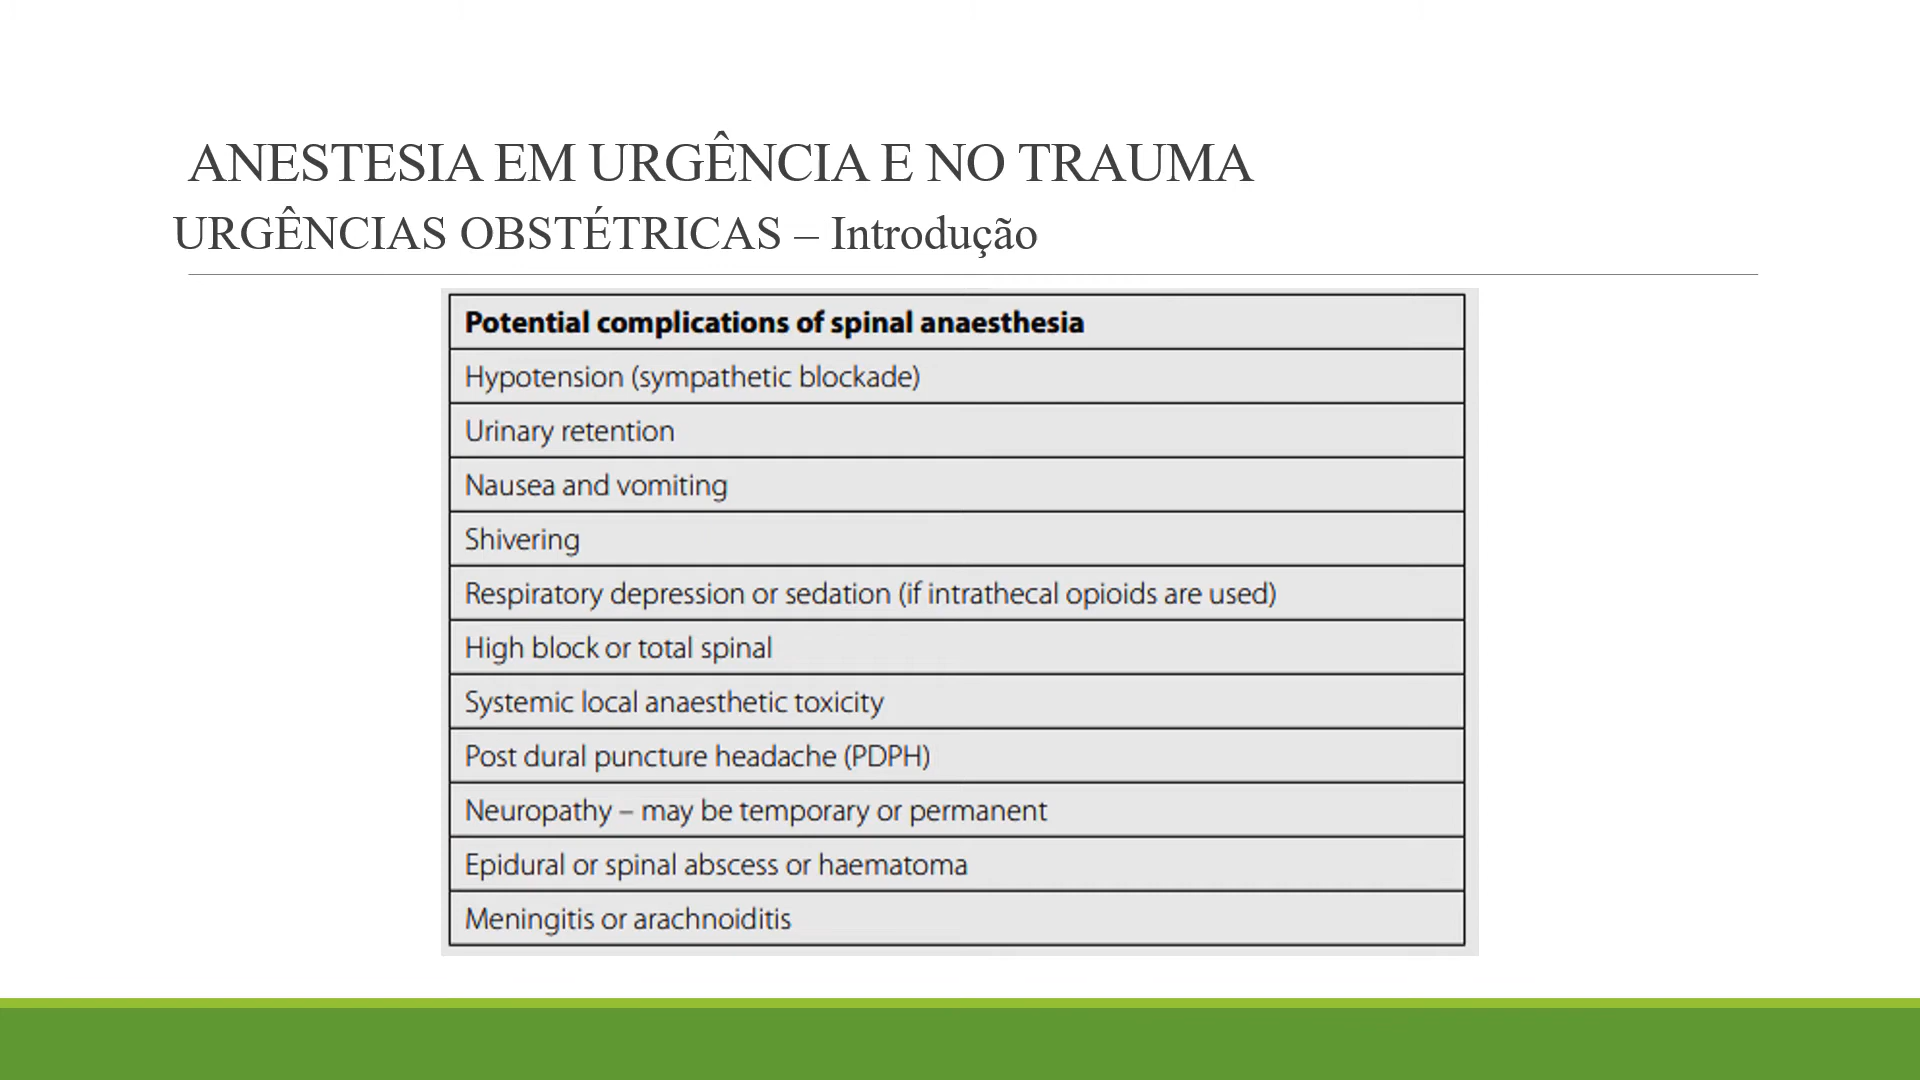 ANESTESIA EM URGÊNCIA E NO TRAUMA
URGÊNCIAS OBSTÉTRICAS – Introdução
Potential complications of spinal anaesthesia
Hypotension (sympathetic blockade)
Urinary retention
Nausea and vomiting
Shivering
Respiratory depression or sedation (if intrathecal opioids are used)
High block or total spinal
Systemic local anaesthetic toxicity
Post dural puncture headache (PDPH)
Neuropathy – may be temporary or permanent
Epidural or spinal abscess or haematoma
Meningitis or arachnoiditis